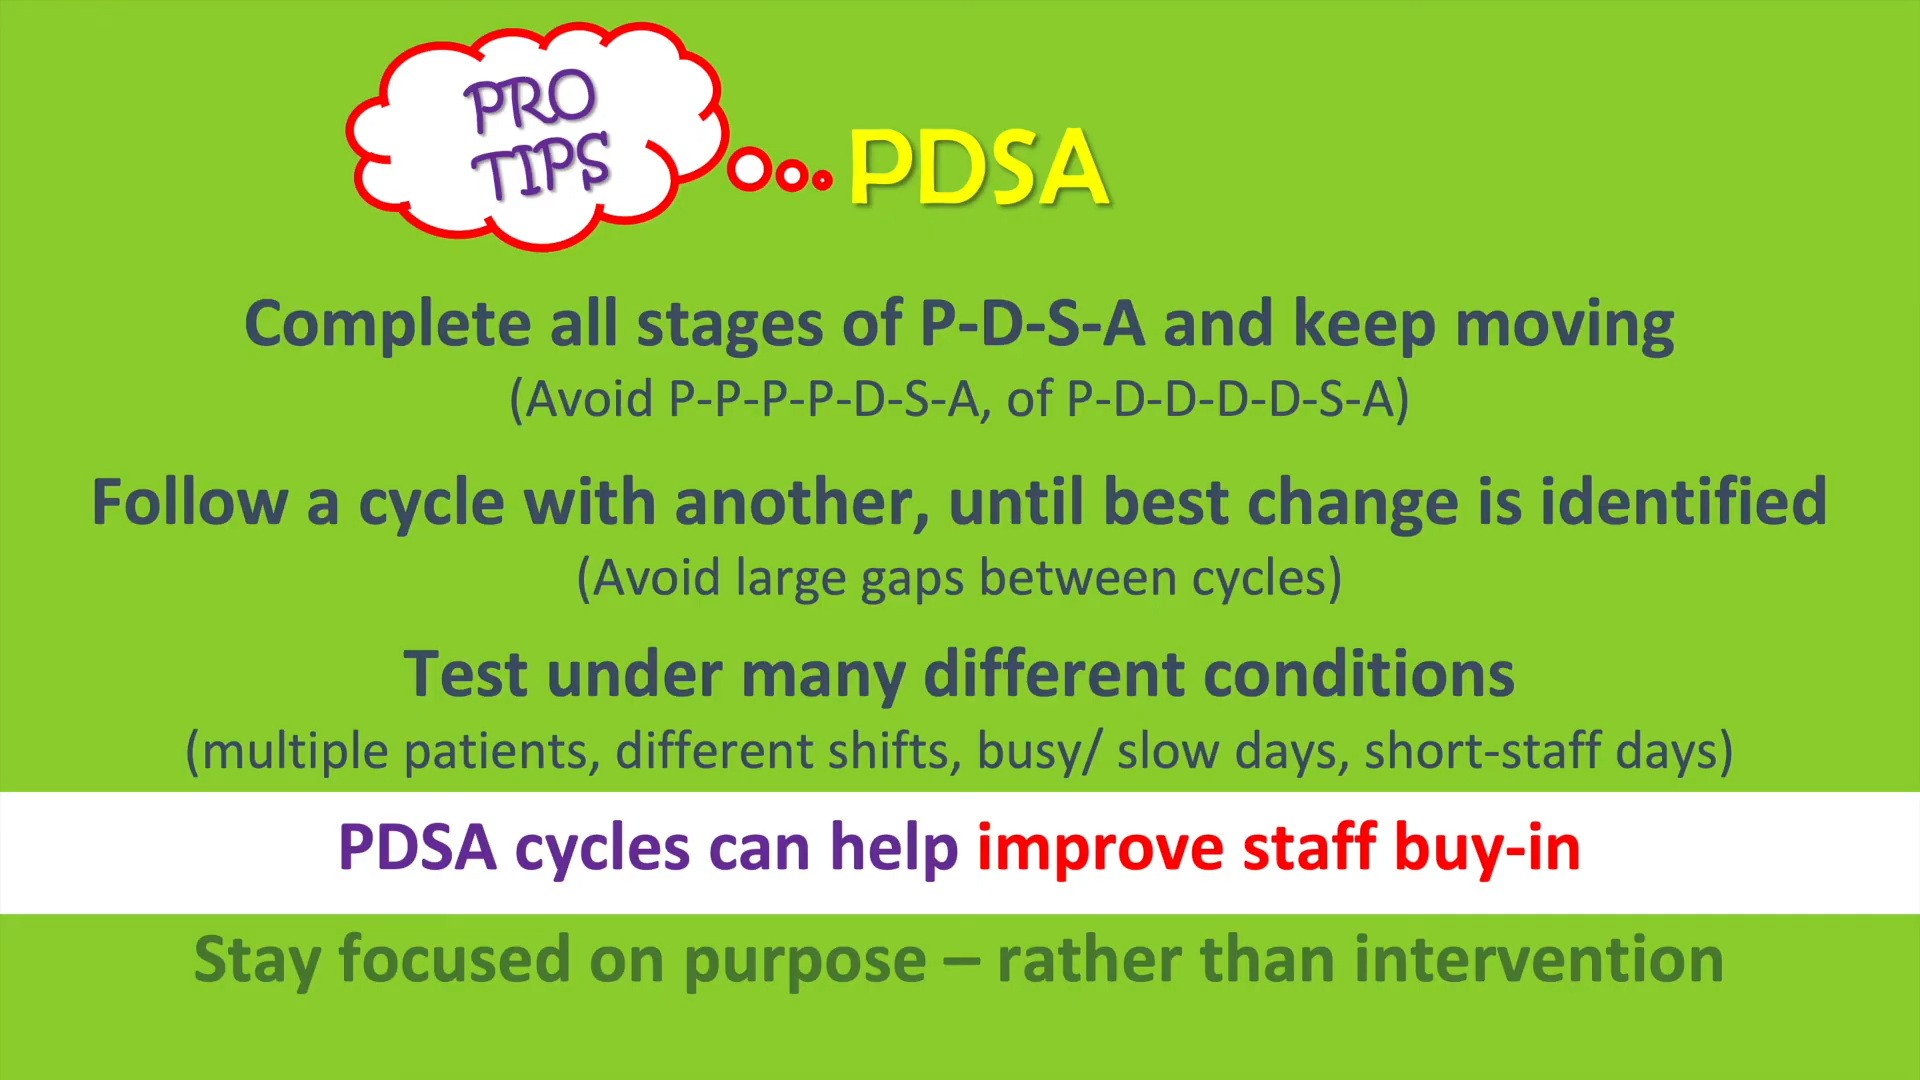 PRO
TIPS
PDSA
Complete all stages of P-D-S-A and keep moving
(Avoid P-P-P-P-D-S-A, of P-D-D-D-D-S-A)
Follow a cycle with another, until best change is identified
(Avoid large gaps between cycles)
Test under many different conditions
(multiple patients, different shifts, busy/ slow days, short-staff days)
PDSA cycles can help improve staff buy-in
Stay focused on purpose – rather than intervention